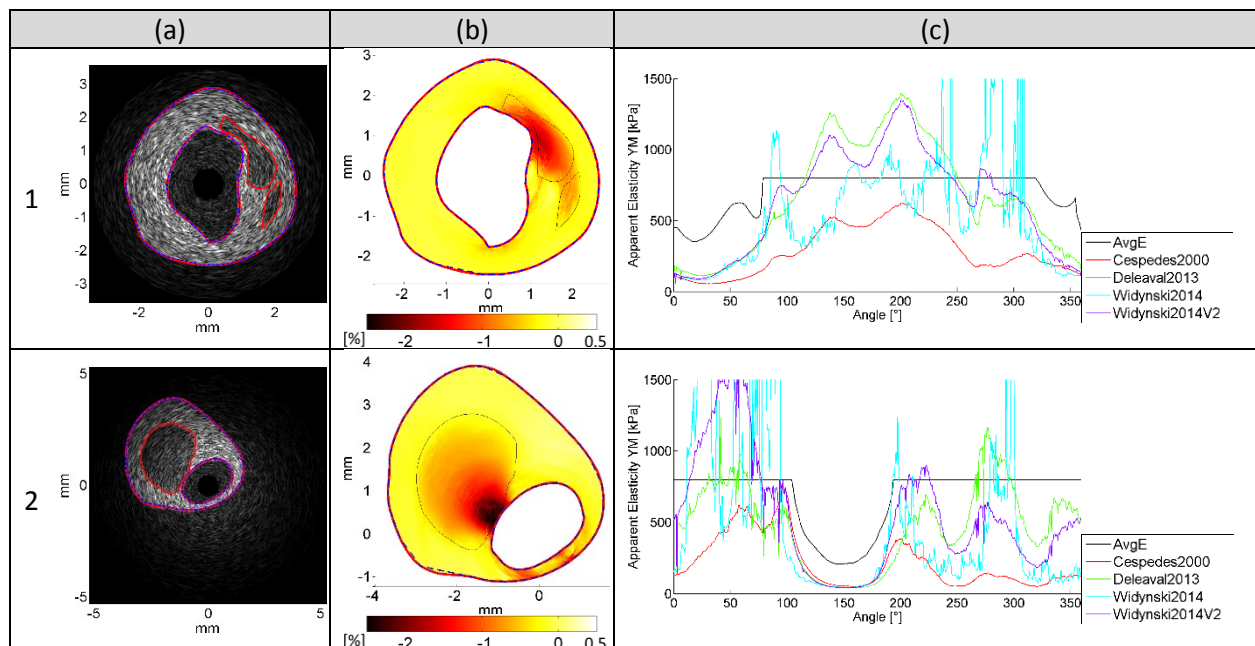 (a) (b) (c)
1
3
2
1
0
-1
-2
-3
mm
-2 0 2
mm
3
2
1
0
-1
-2
mm
-2 -1 0 1 2
mm
[%] -2 -1 0 0.5
1500
1000
500
0
Apparent Elasticity YM [kPa]
0 50 100 150 200 250 300 350
Angle [°]
AvgE
Cespedes2000
Deleaval2013
Widynski2014
Widynski2014V2
2
5
0
-5
mm
-5 0 5
mm
4
3
2
1
0
-1
mm
-4 -2 0
mm
[%] -2 -1 0 0.5
1500
1000
500
0
Apparent Elasticity YM [kPa]
0 50 100 150 200 250 300 350
Angle [°]
AvgE
Cespedes2000
Deleaval2013
Widynski2014
Widynski2014V2